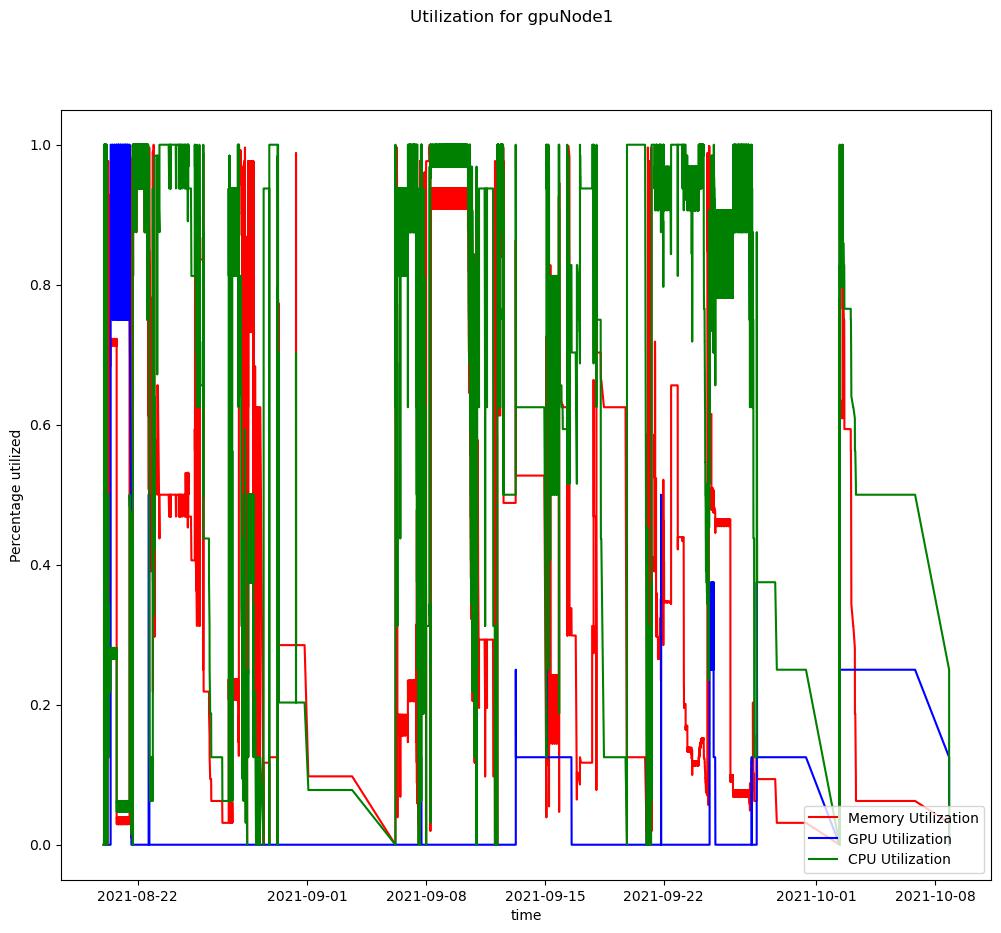 Utilization for gpuNode1
1.0
0.8
0.6
0.4
0.2
0.0
Percentage utilized
Memory Utilization
GPU Utilization
CPU Utilization
2021-08-22
2021-09-01
2021-09-08
2021-09-15
2021-09-22
2021-10-01
2021-10-08
time